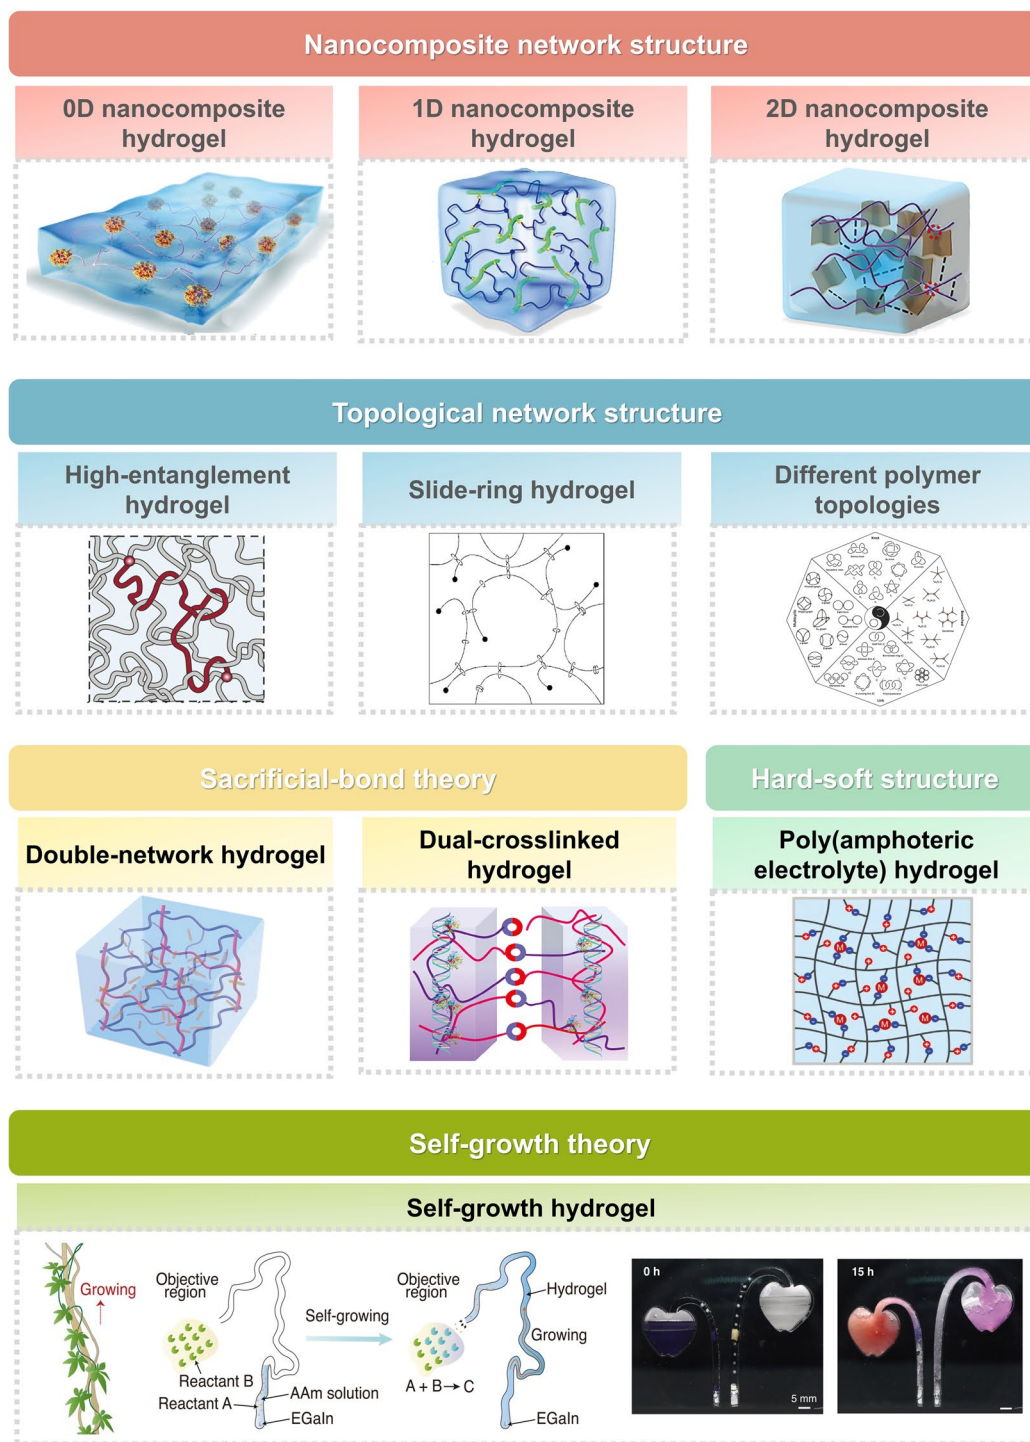 Nanocomposite network structure
0D nanocomposite
hydrogel
1D nanocomposite
hydrogel
2D nanocomposite
hydrogel
Topological network structure
High-entanglement
hydrogel
Slide-ring hydrogel
Different polymer
topologies
Sacrificial-bond theory
Hard-soft structure
Double-network hydrogel
Dual-crosslinked
hydrogel
Poly(amphoteric
electrolyte) hydrogel
M
M
M
M
M
M
M
Self-growth theory
Self-growth hydrogel
Growing
Objective
region
Reactant B
Reactant A
AAm solution
EGaIn
Self-growing
Objective
region
A + B → C
Hydrogel
Growing
EGaIn
0 h
5 mm
15 h